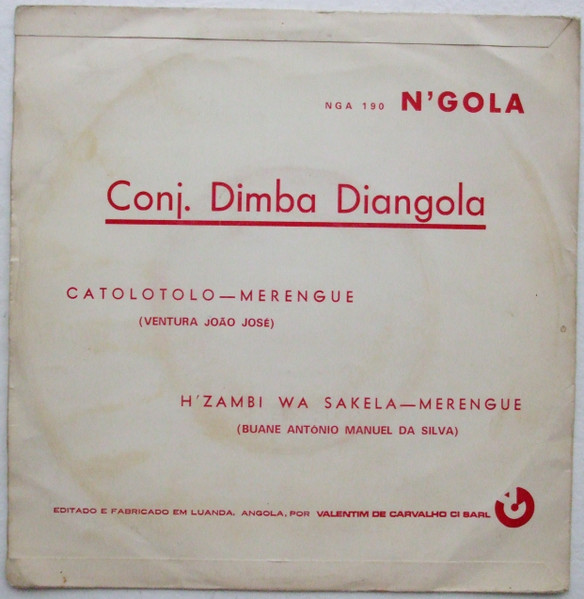 NGA 190 N'GOLA
Conj. Dimba Diangola
CATOLOTOLO—MERENGUE
(VENTURA JOÃO JOSÉ)
H'ZAMBI WA SAKELA—MERENGUE
(BUANE ANTÓNIO MANUEL DA SILVA)
EDITADO E FABRICADO EM LUANDA, ANGOLA, POR VALENTIM DE CARVALHO CI SARL